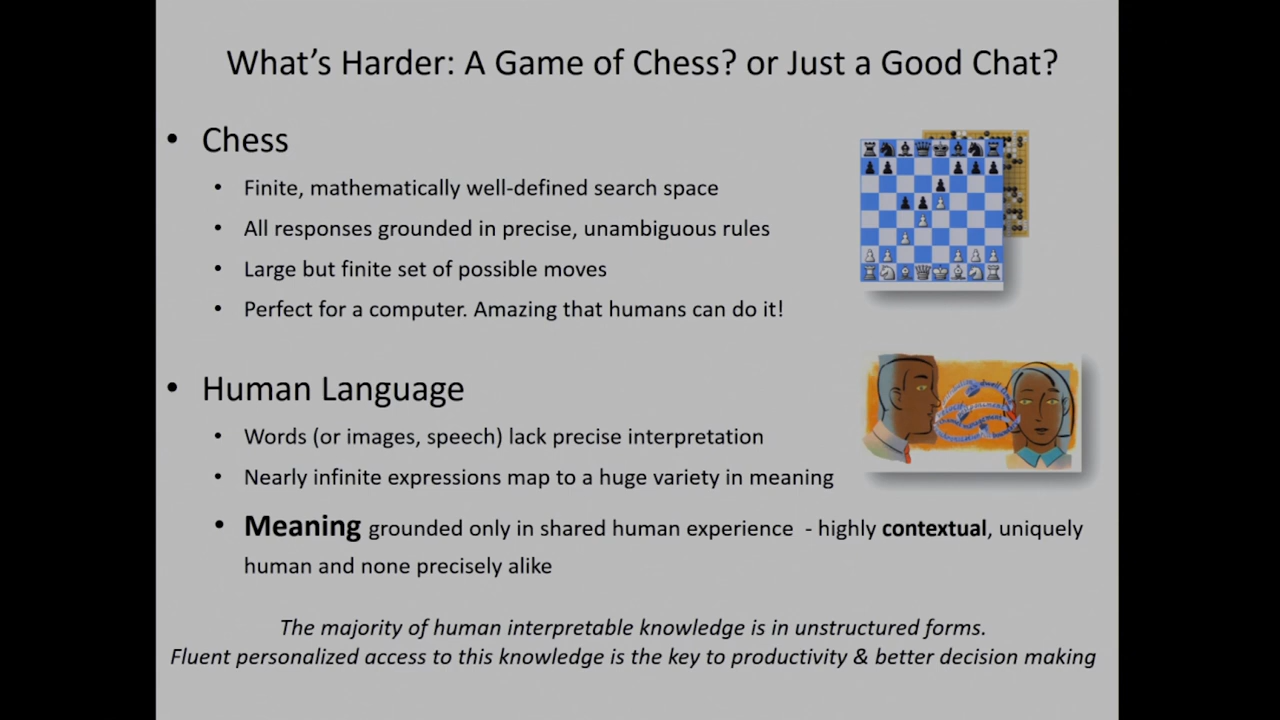 What's Harder: A Game of Chess? or Just a Good Chat?
• Chess
• Finite, mathematically well-defined search space
• All responses grounded in precise, unambiguous rules
• Large but finite set of possible moves
• Perfect for a computer. Amazing that humans can do it!
• Human Language
• Words (or images, speech) lack precise interpretation
• Nearly infinite expressions map to a huge variety in meaning
• Meaning grounded only in shared human experience - highly contextual, uniquely
human and none precisely alike
The majority of human interpretable knowledge is in unstructured forms.
Fluent personalized access to this knowledge is the key to productivity & better decision making